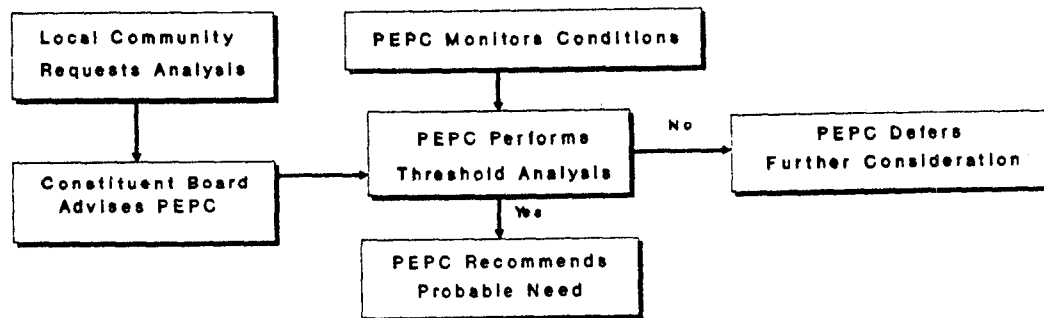 Local Community
Requests Analysis
PEPC Monitors Conditions
Constituent Board
Advises PEPC
PEPC Performs
Threshold Analysis
No
PEPC Defers
Further Consideration
Yes
PEPC Recommends
Probable Need